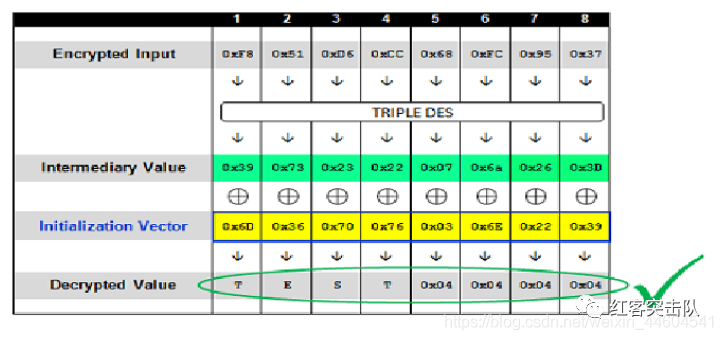 1 2 3 4 5 6 7 8
Encrypted Input 0xF8 0x51 0xD6 0xCC 0x68 0xFC 0x95 0x37
TRIPLE DES
Intermediary Value 0x39 0x73 0x23 0x22 0x07 0x6a 0x26 0x3D
Initialization Vector 0x6D 0x36 0x70 0x76 0x03 0x6E 0x22 0x39
Decrypted Value T E S T 0x04 0x04 0x04 0x04
红客突击队
https://blog.csdn.net/weixin_44604541